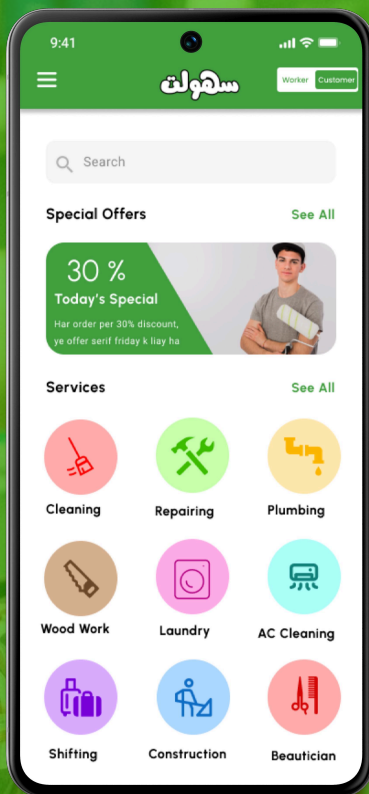 9:41
سهولت
Worker Customer
Search
Special Offers See All
30 %
Today's Special
Har order per 30% discount,
ye offer serif friday k liay ha
Services See All
Cleaning Repairing Plumbing
Wood Work Laundry AC Cleaning
Shifting Construction Beautician